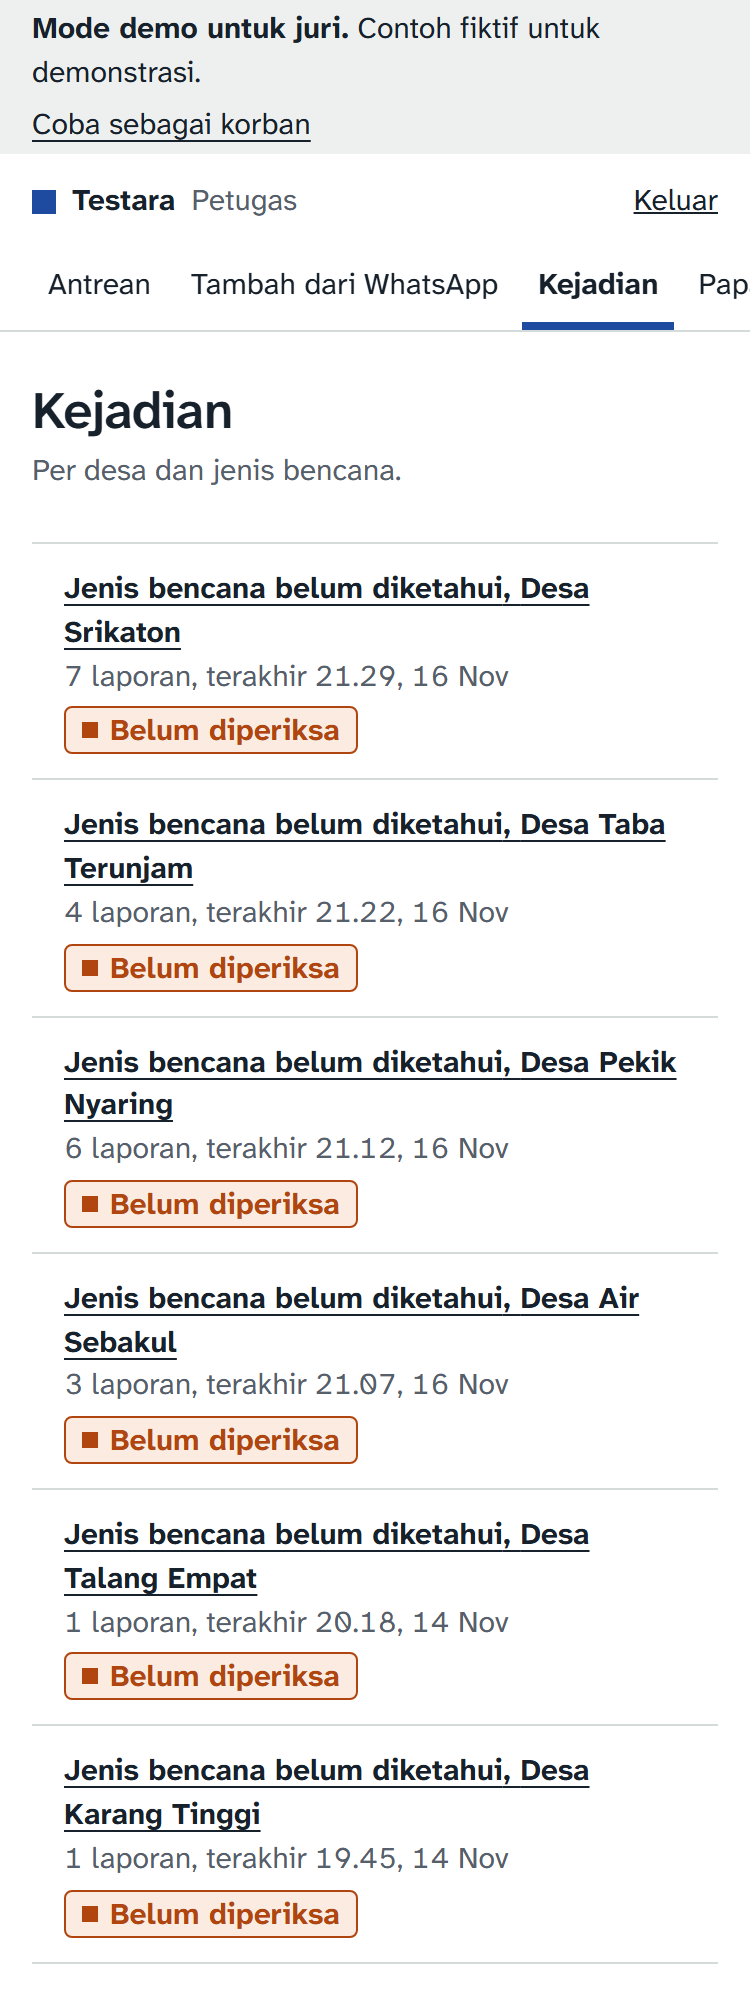 Mode demo untuk juri. Contoh fiktif untuk
demonstrasi.
Coba sebagai korban
Testara Petugas Keluar
Antrean Tambah dari WhatsApp Kejadian
Kejadian
Per desa dan jenis bencana.
Jenis bencana belum diketahui, Desa
Srikaton
7 laporan, terakhir 21.29, 16 Nov
Belum diperiksa
Jenis bencana belum diketahui, Desa Taba
Terunjam
4 laporan, terakhir 21.22, 16 Nov
Belum diperiksa
Jenis bencana belum diketahui, Desa Pekik
Nyaring
6 laporan, terakhir 21.12, 16 Nov
Belum diperiksa
Jenis bencana belum diketahui, Desa Air
Sebakul
3 laporan, terakhir 21.07, 16 Nov
Belum diperiksa
Jenis bencana belum diketahui, Desa
Talang Empat
1 laporan, terakhir 20.18, 14 Nov
Belum diperiksa
Jenis bencana belum diketahui, Desa
Karang Tinggi
1 laporan, terakhir 19.45, 14 Nov
Belum diperiksa